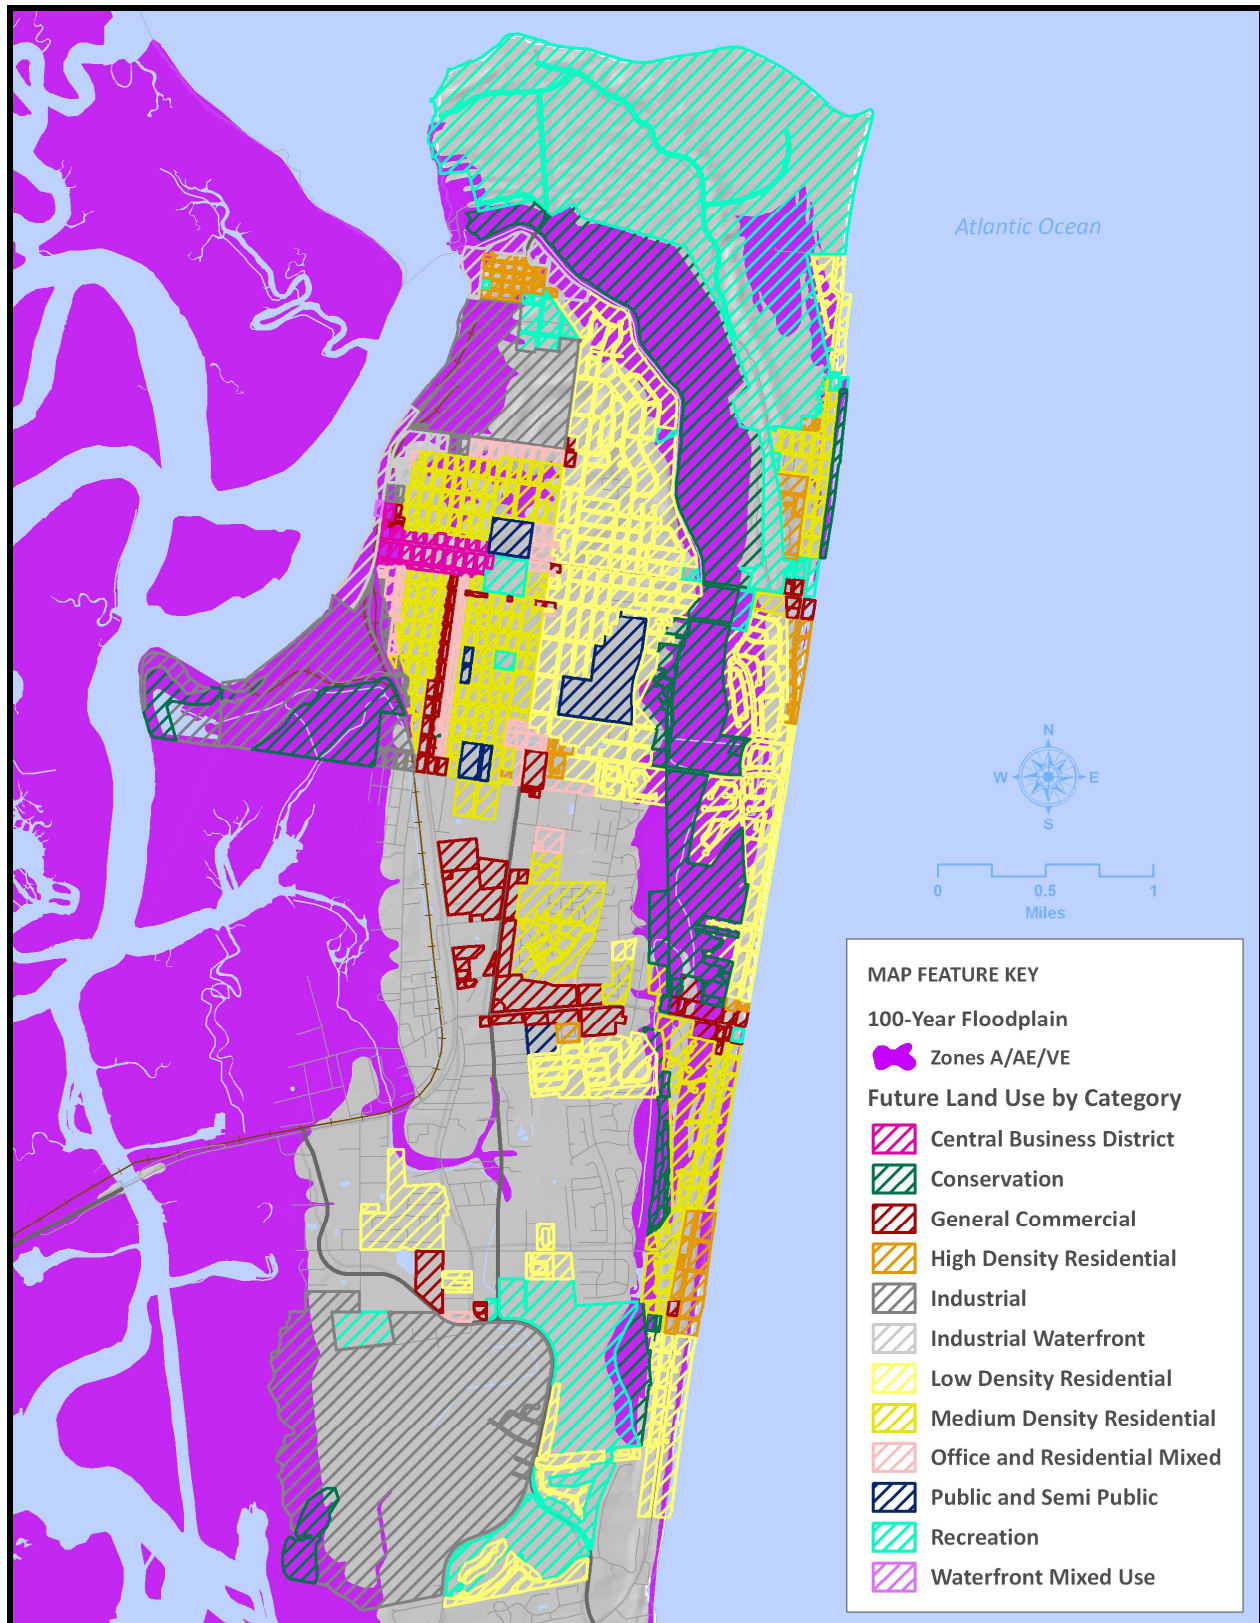 Atlantic Ocean
N
W E
S
0 0.5 1
Miles
MAP FEATURE KEY
100-Year Floodplain
Zones A/AE/VE
Future Land Use by Category
Central Business District
Conservation
General Commercial
High Density Residential
Industrial
Industrial Waterfront
Low Density Residential
Medium Density Residential
Office and Residential Mixed
Public and Semi Public
Recreation
Waterfront Mixed Use